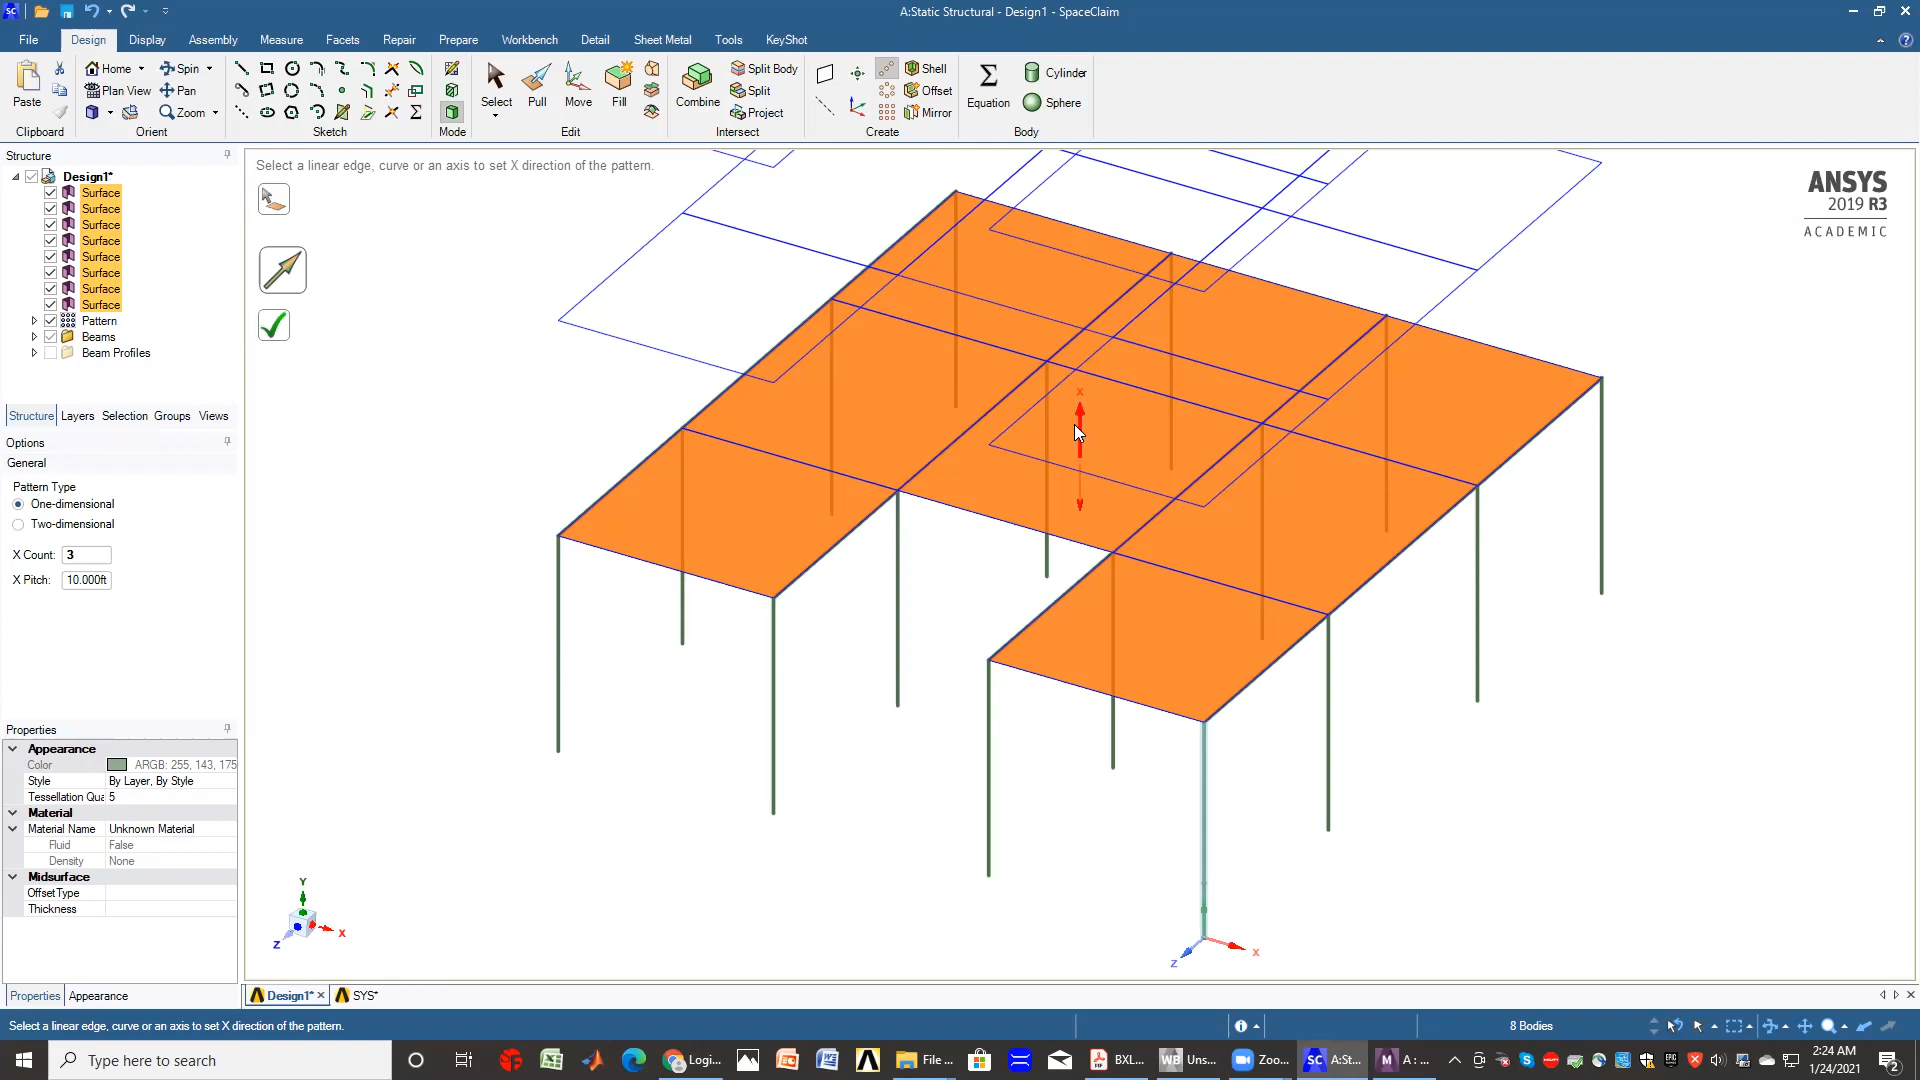 SC
A:Static Structural - Design1 - SpaceClaim
File
Design
Display
Assembly
Measure
Facets
Repair
Prepare
Workbench
Detail
Sheet Metal
Tools
KeyShot
Paste
Clipboard
Home
Spin
Plan View
Pan
Zoom
Orient
Sketch
Mode
Select
Pull
Move
Fill
Edit
Combine
Split Body
Split
Project
Intersect
Shell
Offset
Mirror
Create
Equation
Cylinder
Sphere
Body
Structure
Design1*
Surface
Surface
Surface
Surface
Surface
Surface
Surface
Surface
Pattern
Beams
Beam Profiles
Structure
Layers
Selection
Groups
Views
Options
General
Pattern Type
One-dimensional
Two-dimensional
X Count: 3
X Pitch: 10.000ft
Properties
Appearance
Color ARGB: 255, 143, 175
Style By Layer, By Style
Tessellation Qua 5
Material
Material Name Unknown Material
Fluid False
Density None
Midsurface
OffsetType
Thickness
Properties
Appearance
Select a linear edge, curve or an axis to set X direction of the pattern.
ANSYS
2019 R3
ACADEMIC
X
Y
X
Z
X
Z
Design1*
SYS*
Select a linear edge, curve or an axis to set X direction of the pattern.
8 Bodies
Type here to search
Logi...
File ...
BXL...
WB Uns...
Zoo...
SC A:St...
M A : ...
2:24 AM
1/24/2021
2